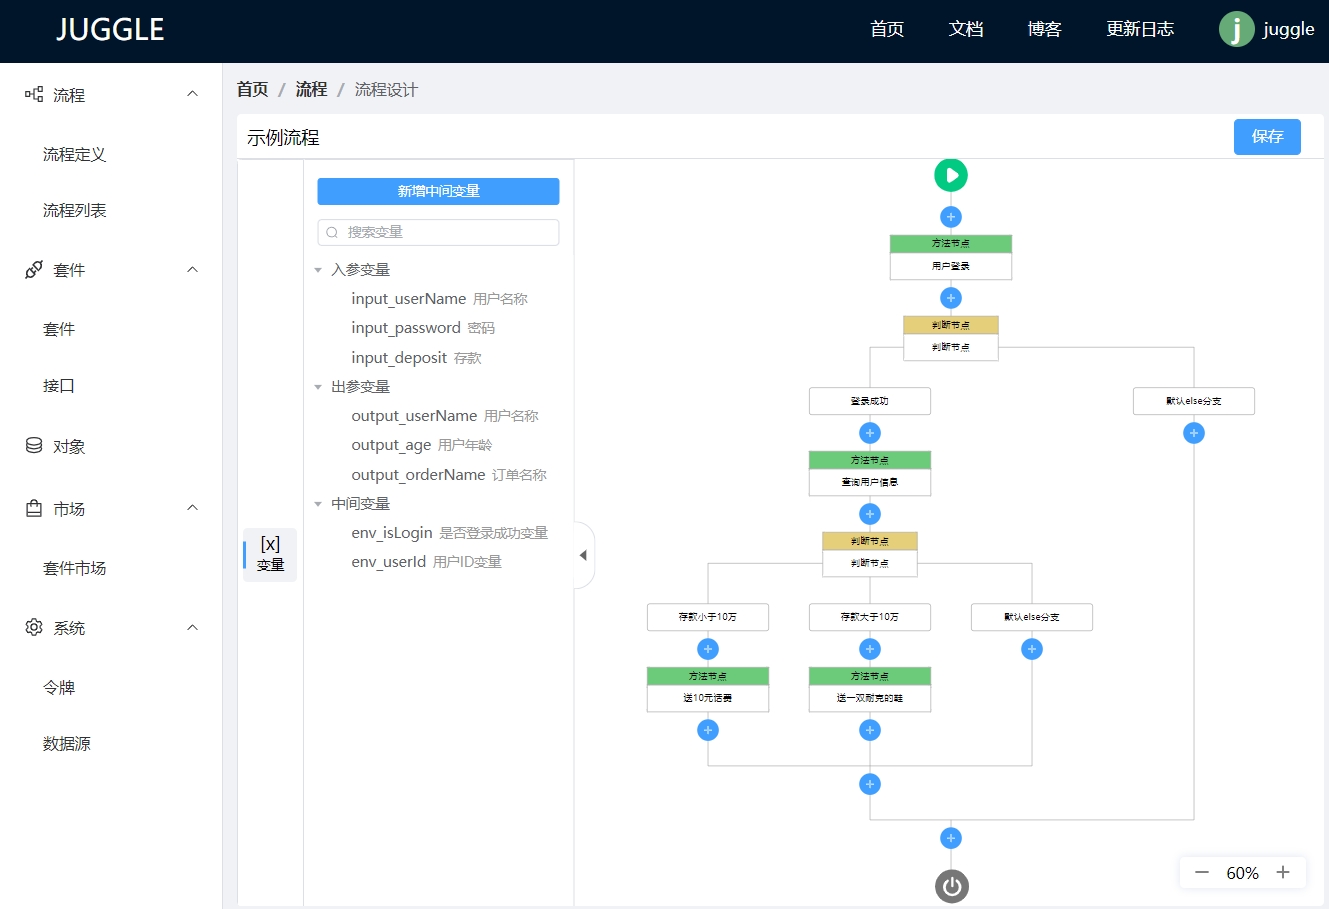 JUGGLE
首页
文档
博客
更新日志
j
juggle
流程
流程定义
流程列表
套件
套件
接口
对象
市场
套件市场
系统
令牌
数据源
首页 / 流程 / 流程设计
示例流程
保存
[x]
变量
新增中间变量
搜索变量
入参变量
input_userName 用户名称
input_password 密码
input_deposit 存款
出参变量
output_userName 用户名称
output_age 用户年龄
output_orderName 订单名称
中间变量
env_isLogin 是否登录成功变量
env_userId 用户ID变量
方法节点
用户登录
判断节点
判断节点
登录成功
默认else分支
方法节点
查询用户信息
判断节点
判断节点
存款小于10万
存款大于10万
默认else分支
方法节点
送10元话费
方法节点
送一双耐克的鞋
60%